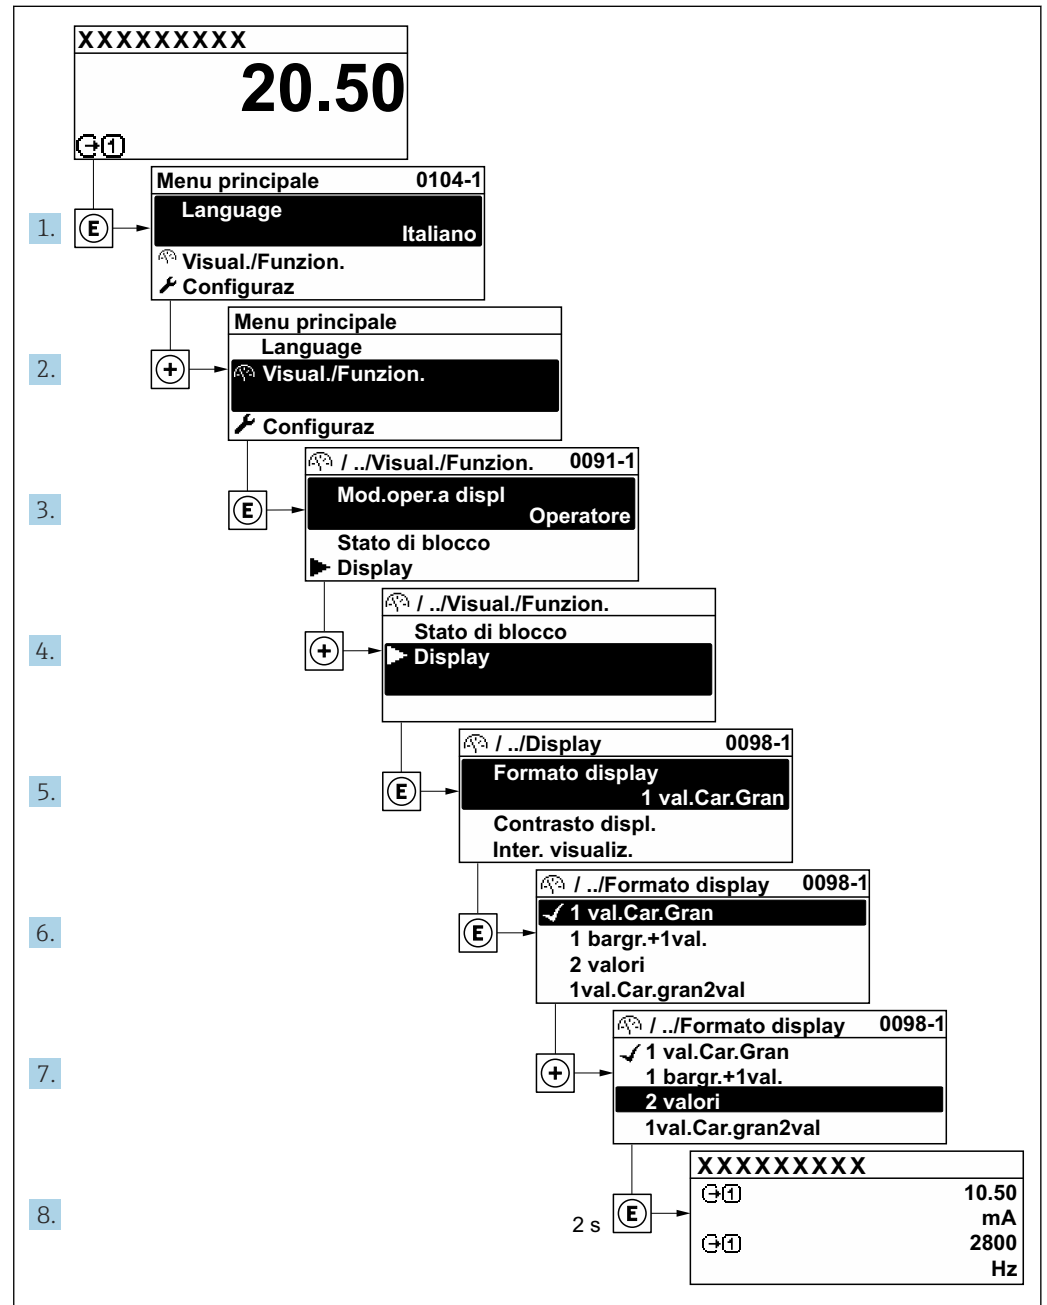 XXXXXXXXX
20.50
1
1.
E
Menu principale 0104-1
Language
Italiano
Visual./Funzion.
Configuraz
2.
+
Menu principale
Language
Visual./Funzion.
Configuraz
3.
E
/ ../Visual./Funzion. 0091-1
Mod.oper.a displ
Operatore
Stato di blocco
Display
4.
+
/ ../Visual./Funzion.
Stato di blocco
Display
5.
E
/ ../Display 0098-1
Formato display
1 val.Car.Gran
Contrasto displ.
Inter. visualiz.
6.
E
/ ../Formato display 0098-1
1 val.Car.Gran
1 bargr.+1val.
2 valori
1val.Car.gran2val
7.
+
/ ../Formato display 0098-1
1 val.Car.Gran
1 bargr.+1val.
2 valori
1val.Car.gran2val
8.
2 s
E
XXXXXXXXX
1 10.50
mA
1 2800
Hz